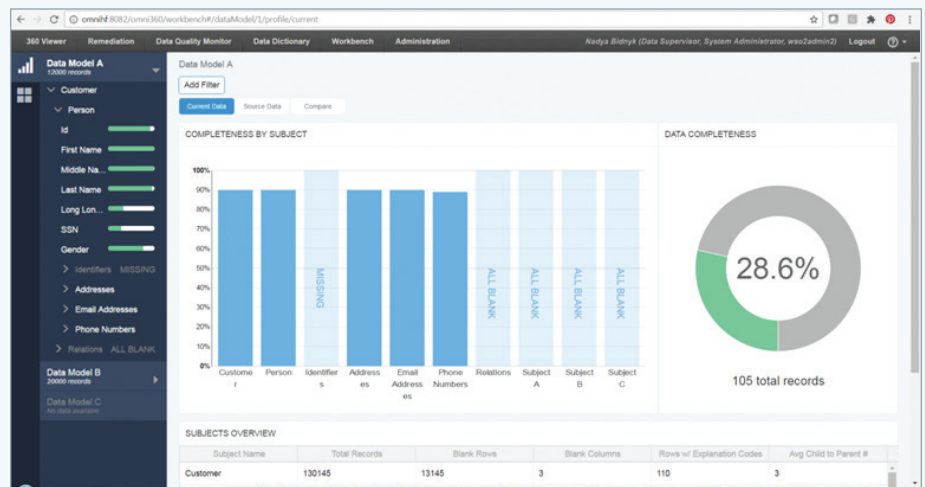 omnihf:8082/omni360/workbench#/dataModel/1/profile/current
360 Viewer Remediation Data Quality Monitor Data Dictionary Workbench Administration Nadya Bidnyk (Data Supervisor, System Administrator, wso2admin2) Logout
Data Model A
12000 records
Customer
Person
Id
First Name
Middle Na...
Last Name
Long Lon...
SSN
Gender
Identifiers MISSING
Addresses
Email Addresses
Phone Numbers
Relations ALL BLANK
Data Model B
20000 records
Data Model C
No data available
Data Model A
Add Filter
Current Data Source Data Compare
COMPLETENESS BY SUBJECT
100%
90%
80%
70%
60%
50%
40%
30%
20%
10%
0%
MISSING
ALL BLANK
ALL BLANK
ALL BLANK
ALL BLANK
Custome
r
Person
Identifier
s
Address
es
Email
Address
es
Phone
Numbers
Relations
Subject
A
Subject
B
Subject
C
DATA COMPLETENESS
28.6%
105 total records
SUBJECTS OVERVIEW
Subject Name Total Records Blank Rows Blank Columns Rows w/ Explanation Codes Avg Child to Parent #
Customer 130145 13145 3 110 3